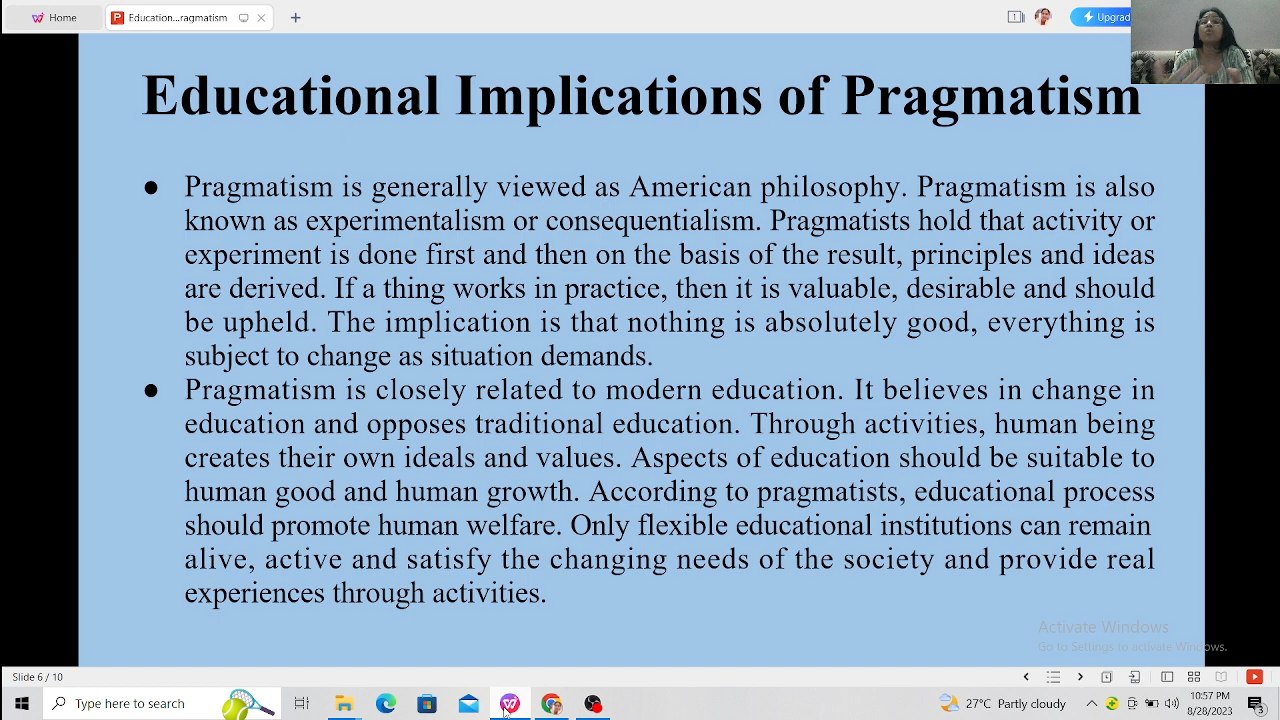 Home
Education...ragmatism
1
Upgrad
Educational Implications of Pragmatism
● Pragmatism is generally viewed as American philosophy. Pragmatism is also
known as experimentalism or consequentialism. Pragmatists hold that activity or
experiment is done first and then on the basis of the result, principles and ideas
are derived. If a thing works in practice, then it is valuable, desirable and should
be upheld. The implication is that nothing is absolutely good, everything is
subject to change as situation demands.
● Pragmatism is closely related to modern education. It believes in change in
education and opposes traditional education. Through activities, human being
creates their own ideals and values. Aspects of education should be suitable to
human good and human growth. According to pragmatists, educational process
should promote human welfare. Only flexible educational institutions can remain
alive, active and satisfy the changing needs of the society and provide real
experiences through activities.
Activate Windows
Go to Settings to activate Windows.
Slide 6 / 10
Type here to search
27°C Partly cloudy
10:57 PM
8/28/2023
3